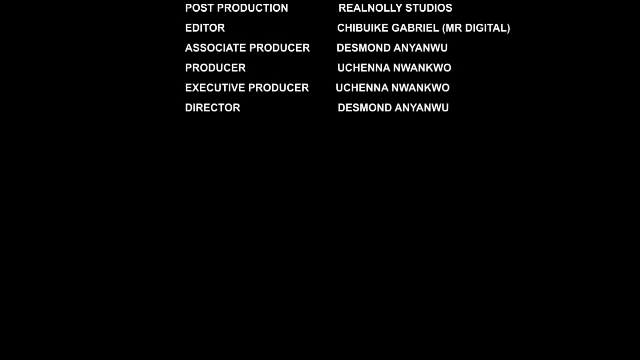 POST PRODUCTION REALNOLLY STUDIOS
EDITOR CHIBUIKE GABRIEL (MR DIGITAL)
ASSOCIATE PRODUCER DESMOND ANYANWU
PRODUCER UCHENNA NWANKWO
EXECUTIVE PRODUCER UCHENNA NWANKWO
DIRECTOR DESMOND ANYANWU